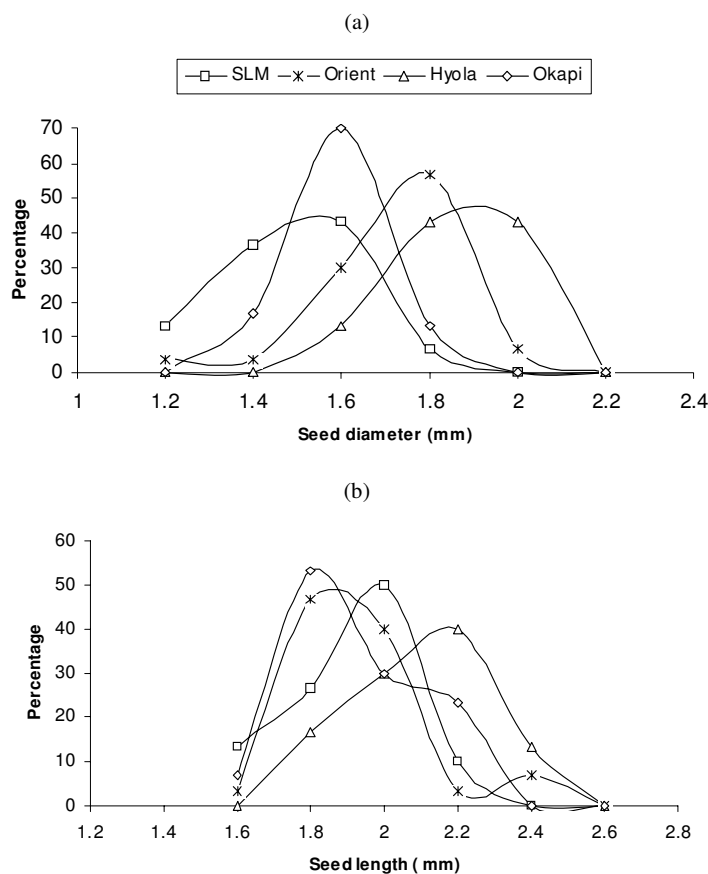 (a)
SLM Orient Hyola Okapi
70
60
50
40
30
20
10
0
Percentage
1 1.2 1.4 1.6 1.8 2 2.2 2.4
Seed diameter (mm)
(b)
60
50
40
30
20
10
0
Percentage
1.2 1.4 1.6 1.8 2 2.2 2.4 2.6 2.8
Seed length ( mm)